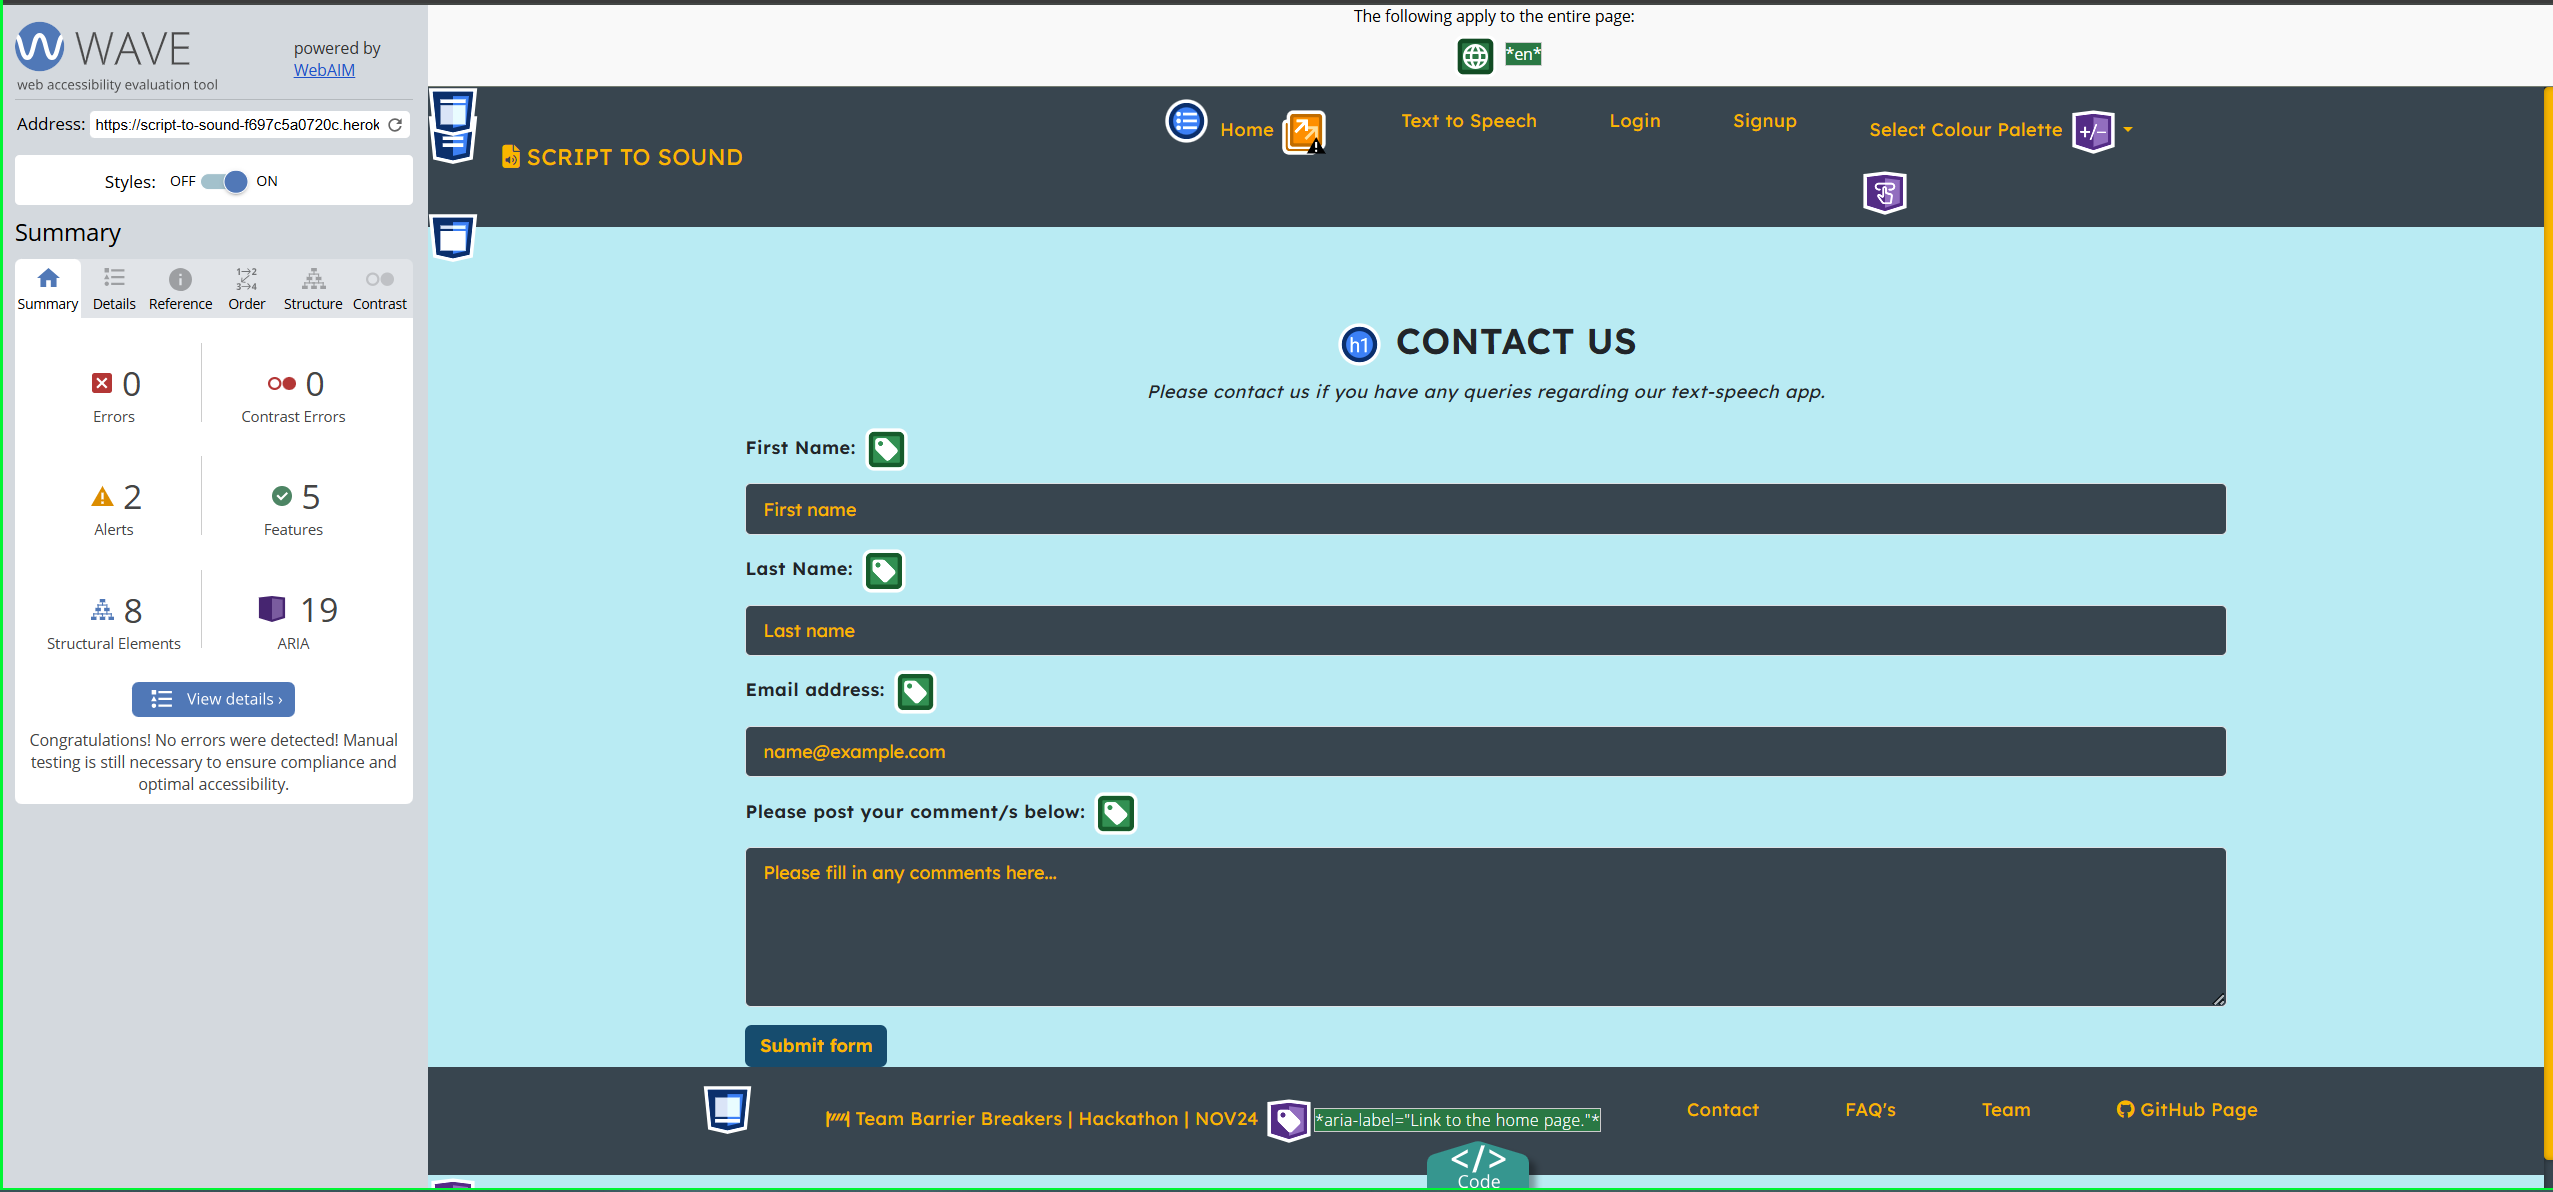 WAVE
web accessibility evaluation tool
powered by
WebAIM
Address: https://script-to-sound-f697c5a0720c.herok
Styles: OFF ON
Summary
Summary Details Reference Order Structure Contrast
0 Errors
0 Contrast Errors
2 Alerts
5 Features
8 Structural Elements
19 ARIA
View details ›
Congratulations! No errors were detected! Manual
testing is still necessary to ensure compliance and
optimal accessibility.
The following apply to the entire page:
*en*
SCRIPT TO SOUND
Home Text to Speech Login Signup Select Colour Palette +/-
h1 CONTACT US
Please contact us if you have any queries regarding our text-speech app.
First Name:
First name
Last Name:
Last name
Email address:
name@example.com
Please post your comment/s below:
Please fill in any comments here...
Submit form
Team Barrier Breakers | Hackathon | NOV24 *aria-label="Link to the home page."*
Contact FAQ's Team GitHub Page
</>
Code